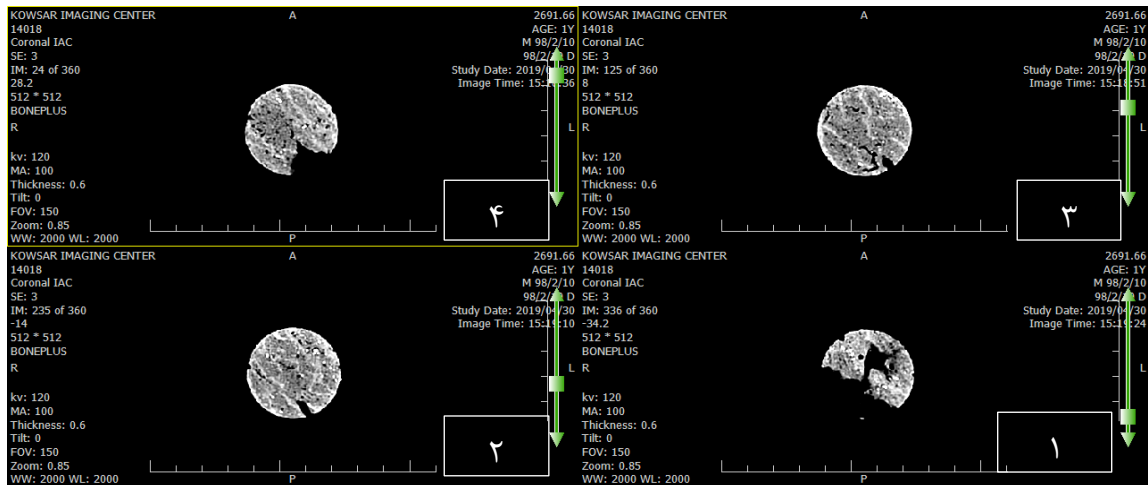 KOWSAR IMAGING CENTER
14018
Coronal IAC
SE: 3
IM: 24 of 360
28.2
512 * 512
BONEPLUS
R
kv: 120
MA: 100
Thickness: 0.6
Tilt: 0
FOV: 150
Zoom: 0.85
WW: 2000 WL: 2000
A
2691.66
AGE: 1Y
M 98/2/10
98/2/ D
Study Date: 2019/04/30
Image Time: 15:18:36
L
۴
P
KOWSAR IMAGING CENTER
14018
Coronal IAC
SE: 3
IM: 125 of 360
8
512 * 512
BONEPLUS
R
kv: 120
MA: 100
Thickness: 0.6
Tilt: 0
FOV: 150
Zoom: 0.85
WW: 2000 WL: 2000
A
2691.66
AGE: 1Y
M 98/2/10
98/2/ D
Study Date: 2019/04/30
Image Time: 15:18:51
L
۳
P
KOWSAR IMAGING CENTER
14018
Coronal IAC
SE: 3
IM: 235 of 360
-14
512 * 512
BONEPLUS
R
kv: 120
MA: 100
Thickness: 0.6
Tilt: 0
FOV: 150
Zoom: 0.85
WW: 2000 WL: 2000
A
2691.66
AGE: 1Y
M 98/2/10
98/2/ D
Study Date: 2019/04/30
Image Time: 15:19:10
L
۲
P
KOWSAR IMAGING CENTER
14018
Coronal IAC
SE: 3
IM: 336 of 360
-34.2
512 * 512
BONEPLUS
R
kv: 120
MA: 100
Thickness: 0.6
Tilt: 0
FOV: 150
Zoom: 0.85
WW: 2000 WL: 2000
A
2691.66
AGE: 1Y
M 98/2/10
98/2/ D
Study Date: 2019/04/30
Image Time: 15:19:24
L
۱
P